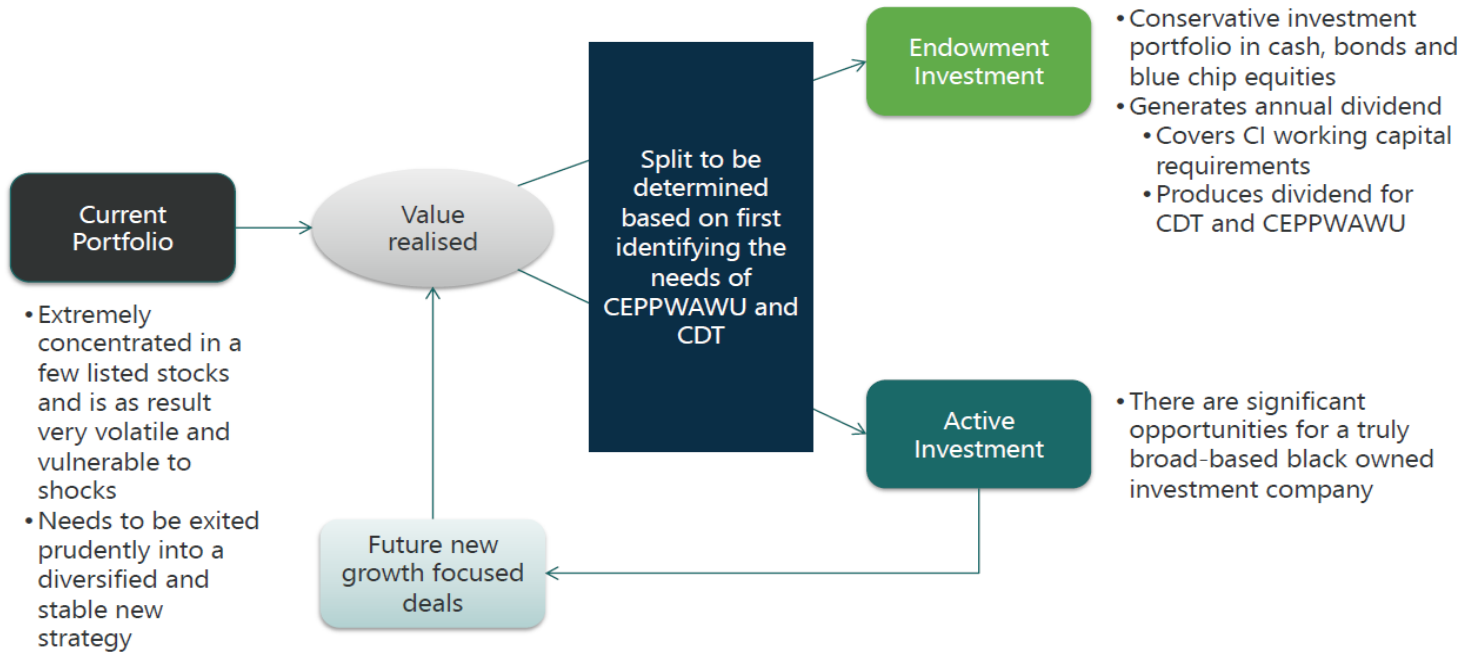 Current
Portfolio
• Extremely
concentrated in a
few listed stocks
and is as result
very volatile and
vulnerable to
shocks
• Needs to be exited
prudently into a
diversified and
stable new
strategy
Value
realised
Future new
growth focused
deals
Split to be
determined
based on first
identifying the
needs of
CEPPWAWU and
CDT
Endowment
Investment
• Conservative investment
portfolio in cash, bonds and
blue chip equities
• Generates annual dividend
• Covers CI working capital
requirements
• Produces dividend for
CDT and CEPPWAWU
Active
Investment
• There are significant
opportunities for a truly
broad-based black owned
investment company